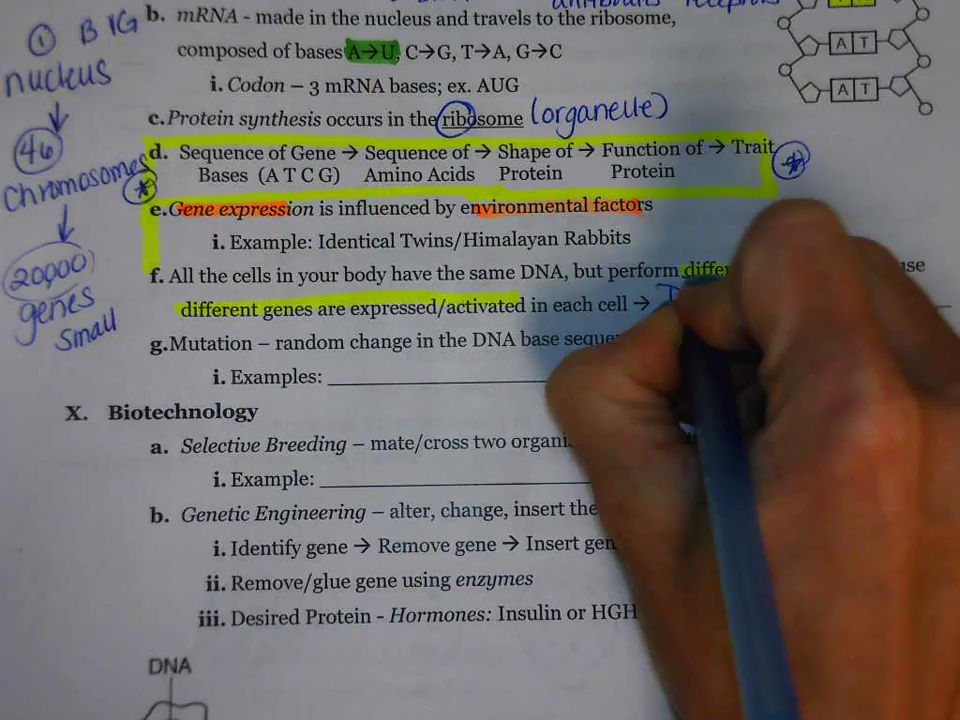 antibodies receptors
① BIG
nucleus
46
chromosomes
20,000
genes
small
b. mRNA - made in the nucleus and travels to the ribosome,
composed of bases A→U, C→G, T→A, G→C
i. Codon – 3 mRNA bases; ex. AUG
c. Protein synthesis occurs in the ribosome (organelle)
d. Sequence of Gene → Sequence of → Shape of → Function of → Trait
Bases (A T C G) Amino Acids Protein Protein
e. Gene expression is influenced by environmental factors
i. Example: Identical Twins/Himalayan Rabbits
f. All the cells in your body have the same DNA, but perform
different genes are expressed/activated in each cell →
g. Mutation – random change in the DNA base
i. Examples:
X. Biotechnology
a. Selective Breeding – mate/cross two
i. Example:
b. Genetic Engineering – alter, change, insert the
i. Identify gene → Remove gene → Insert
ii. Remove/glue gene using enzymes
iii. Desired Protein - Hormones: Insulin or HGH
DNA
A T
A T